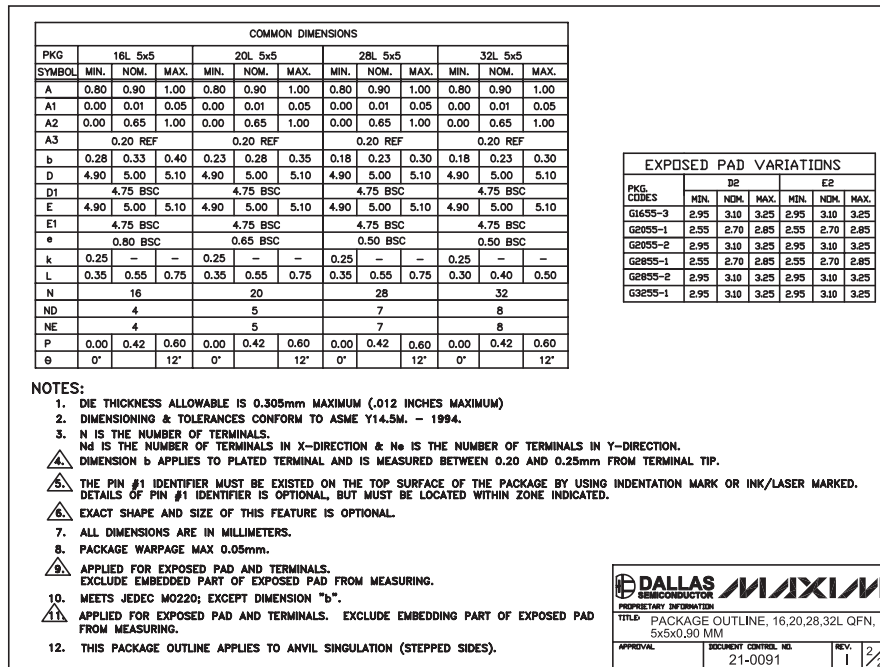 COMMON DIMENSIONS
PKG 16L 5x5 20L 5x5 28L 5x5 32L 5x5
SYMBOL MIN. NOM. MAX. MIN. NOM. MAX. MIN. NOM. MAX. MIN. NOM. MAX.
A 0.80 0.90 1.00 0.80 0.90 1.00 0.80 0.90 1.00 0.80 0.90 1.00
A1 0.00 0.01 0.05 0.00 0.01 0.05 0.00 0.01 0.05 0.00 0.01 0.05
A2 0.00 0.65 1.00 0.00 0.65 1.00 0.00 0.65 1.00 0.00 0.65 1.00
A3 0.20 REF 0.20 REF 0.20 REF 0.20 REF
b 0.28 0.33 0.40 0.23 0.28 0.35 0.18 0.23 0.30 0.18 0.23 0.30
D 4.90 5.00 5.10 4.90 5.00 5.10 4.90 5.00 5.10 4.90 5.00 5.10
D1 4.75 BSC 4.75 BSC 4.75 BSC 4.75 BSC
E 4.90 5.00 5.10 4.90 5.00 5.10 4.90 5.00 5.10 4.90 5.00 5.10
E1 4.75 BSC 4.75 BSC 4.75 BSC 4.75 BSC
e 0.80 BSC 0.65 BSC 0.50 BSC 0.50 BSC
k 0.25 – – 0.25 – – 0.25 – – 0.25 – –
L 0.35 0.55 0.75 0.35 0.55 0.75 0.35 0.55 0.75 0.30 0.40 0.50
N 16 20 28 32
ND 4 5 7 8
NE 4 5 7 8
P 0.00 0.42 0.60 0.00 0.42 0.60 0.00 0.42 0.60 0.00 0.42 0.60
θ 0° 12° 0° 12° 0° 12° 0° 12°
EXPOSED PAD VARIATIONS
PKG. CODES D2 E2
MIN. NOM. MAX. MIN. NOM. MAX.
G1655-3 2.95 3.10 3.25 2.95 3.10 3.25
G2055-1 2.55 2.70 2.85 2.55 2.70 2.85
G2055-2 2.95 3.10 3.25 2.95 3.10 3.25
G2855-1 2.55 2.70 2.85 2.55 2.70 2.85
G2855-2 2.95 3.10 3.25 2.95 3.10 3.25
G3255-1 2.95 3.10 3.25 2.95 3.10 3.25
NOTES:
1. DIE THICKNESS ALLOWABLE IS 0.305mm MAXIMUM (.012 INCHES MAXIMUM)
2. DIMENSIONING & TOLERANCES CONFORM TO ASME Y14.5M. – 1994.
3. N IS THE NUMBER OF TERMINALS.
Nd IS THE NUMBER OF TERMINALS IN X-DIRECTION & Ne IS THE NUMBER OF TERMINALS IN Y-DIRECTION.
4. DIMENSION b APPLIES TO PLATED TERMINAL AND IS MEASURED BETWEEN 0.20 AND 0.25mm FROM TERMINAL TIP.
5. THE PIN #1 IDENTIFIER MUST BE EXISTED ON THE TOP SURFACE OF THE PACKAGE BY USING INDENTATION MARK OR INK/LASER MARKED.
DETAILS OF PIN #1 IDENTIFIER IS OPTIONAL, BUT MUST BE LOCATED WITHIN ZONE INDICATED.
6. EXACT SHAPE AND SIZE OF THIS FEATURE IS OPTIONAL.
7. ALL DIMENSIONS ARE IN MILLIMETERS.
8. PACKAGE WARPAGE MAX 0.05mm.
9. APPLIED FOR EXPOSED PAD AND TERMINALS.
EXCLUDE EMBEDDED PART OF EXPOSED PAD FROM MEASURING.
10. MEETS JEDEC MO220; EXCEPT DIMENSION "b".
11. APPLIED FOR EXPOSED PAD AND TERMINALS. EXCLUDE EMBEDDING PART OF EXPOSED PAD
FROM MEASURING.
12. THIS PACKAGE OUTLINE APPLIES TO ANVIL SINGULATION (STEPPED SIDES).
DALLAS SEMICONDUCTOR MAXIM
PROPRIETARY INFORMATION
TITLE: PACKAGE OUTLINE, 16,20,28,32L QFN,
5x5x0.90 MM
APPROVAL DOCUMENT CONTROL NO. REV.
21-0091 I 2/